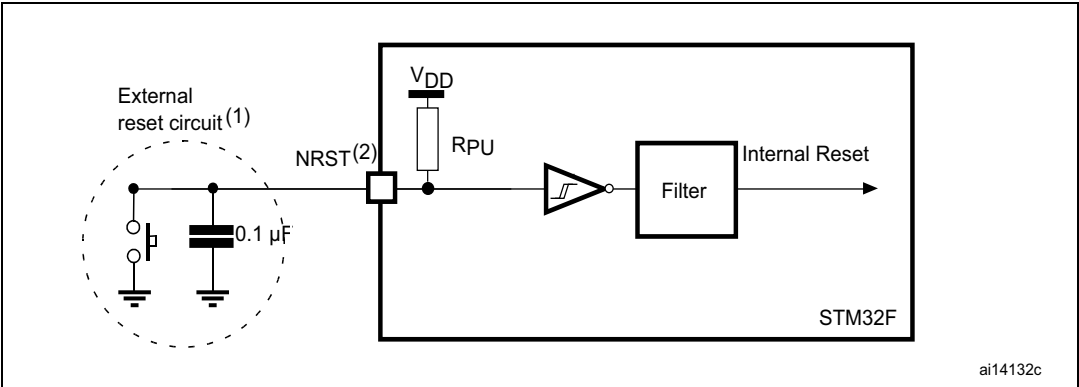 External
reset circuit(1)
VDD
NRST(2)
RPU
0.1 µF
Filter
Internal Reset
STM32F
ai14132c